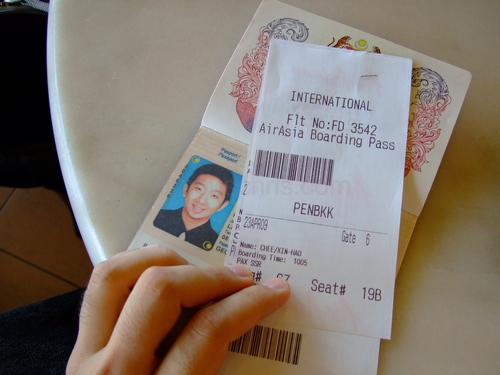 INTERNATIONAL
Flt No:FD 3542
AirAsia Boarding Pass
PENBKK
23APR09
Gate 6
Name: CHEE/XIN-HAO
Boarding Time: 1005
PAX SSR
Seat# 19B